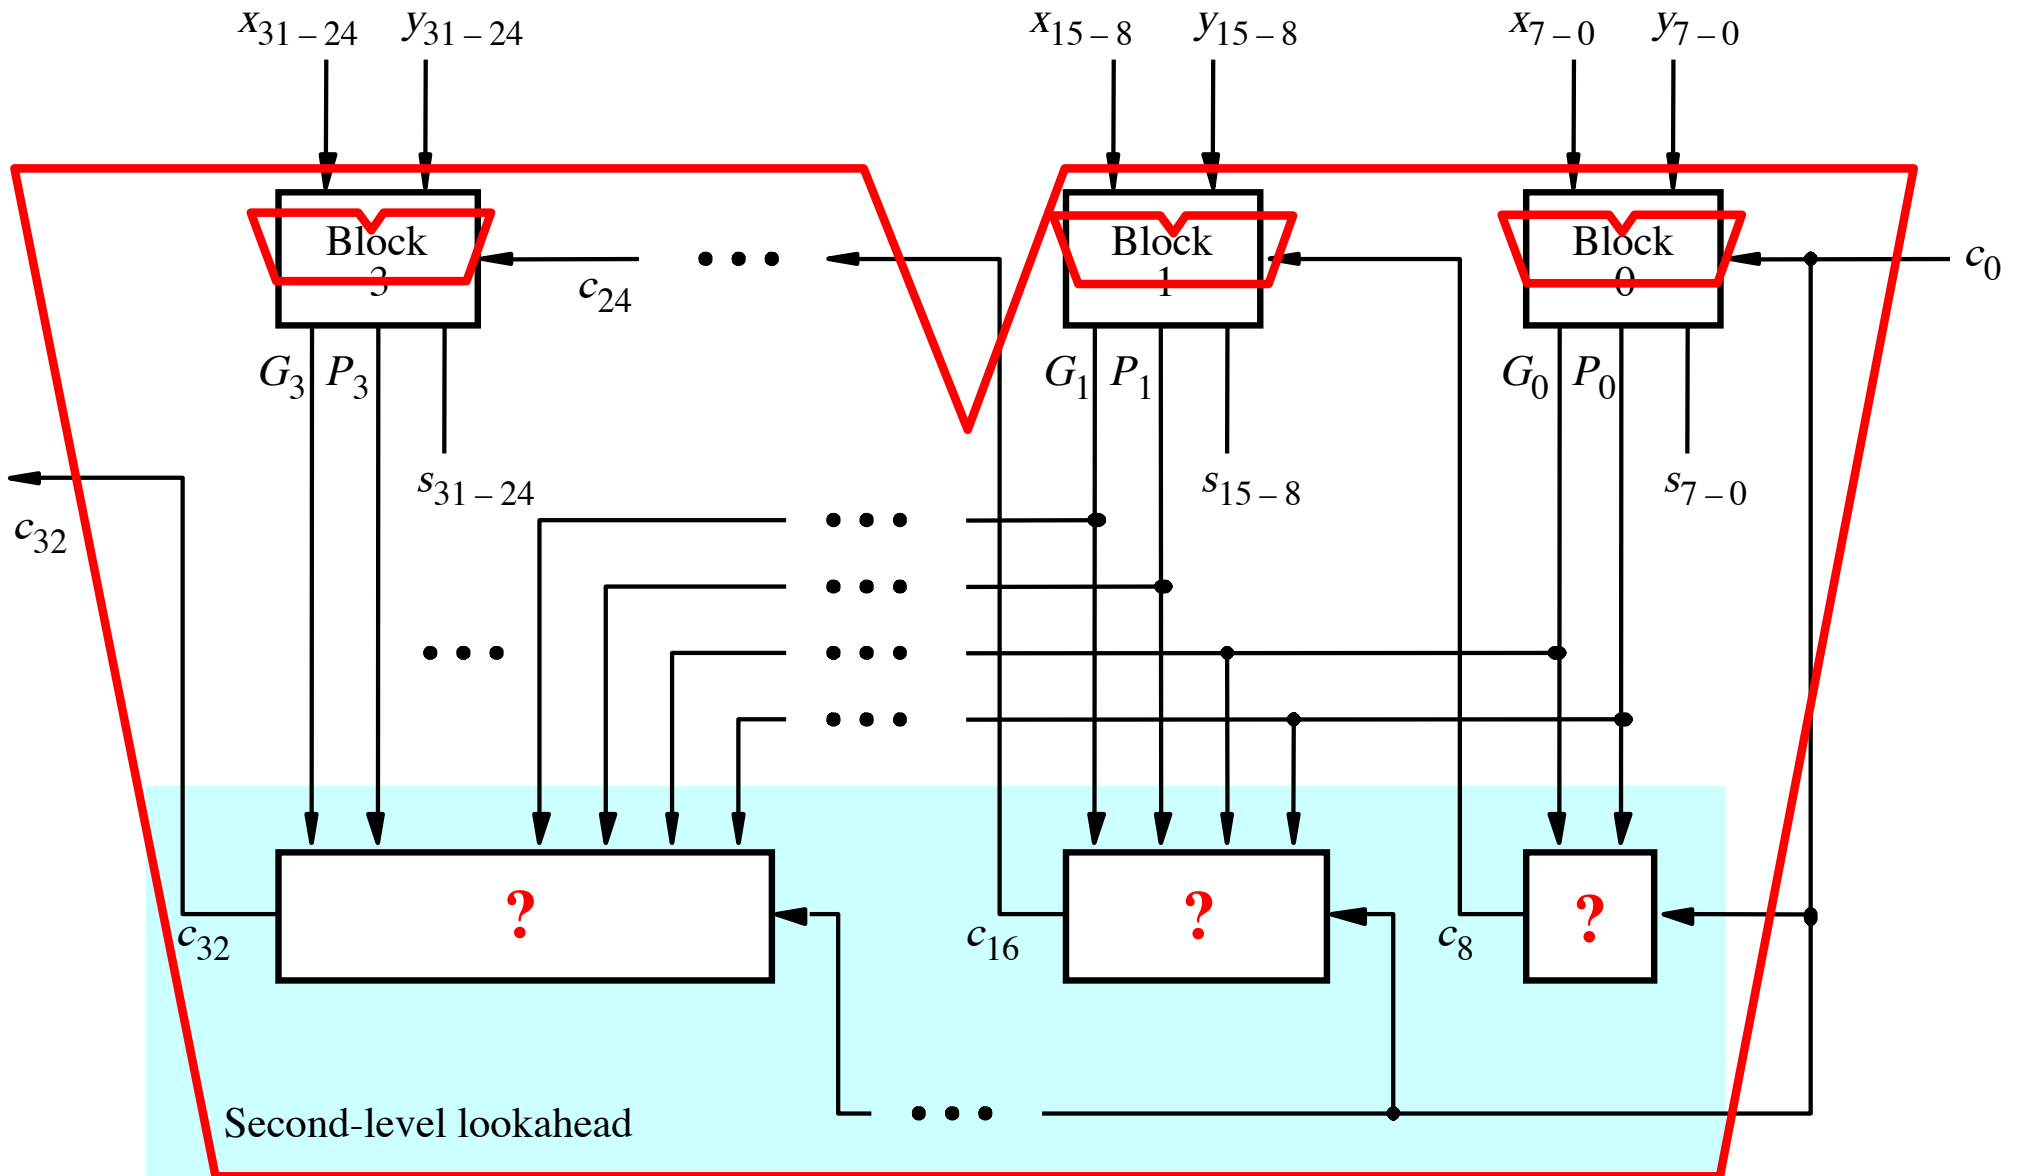 x31 – 24 y31 – 24 x15 – 8 y15 – 8 x7 – 0 y7 – 0
Block Block Block
3 1 0
c24 c0
G3 P3 G1 P1 G0 P0
s31 – 24 s15 – 8 s7 – 0
c32
? ? ?
c32 c16 c8
Second-level lookahead